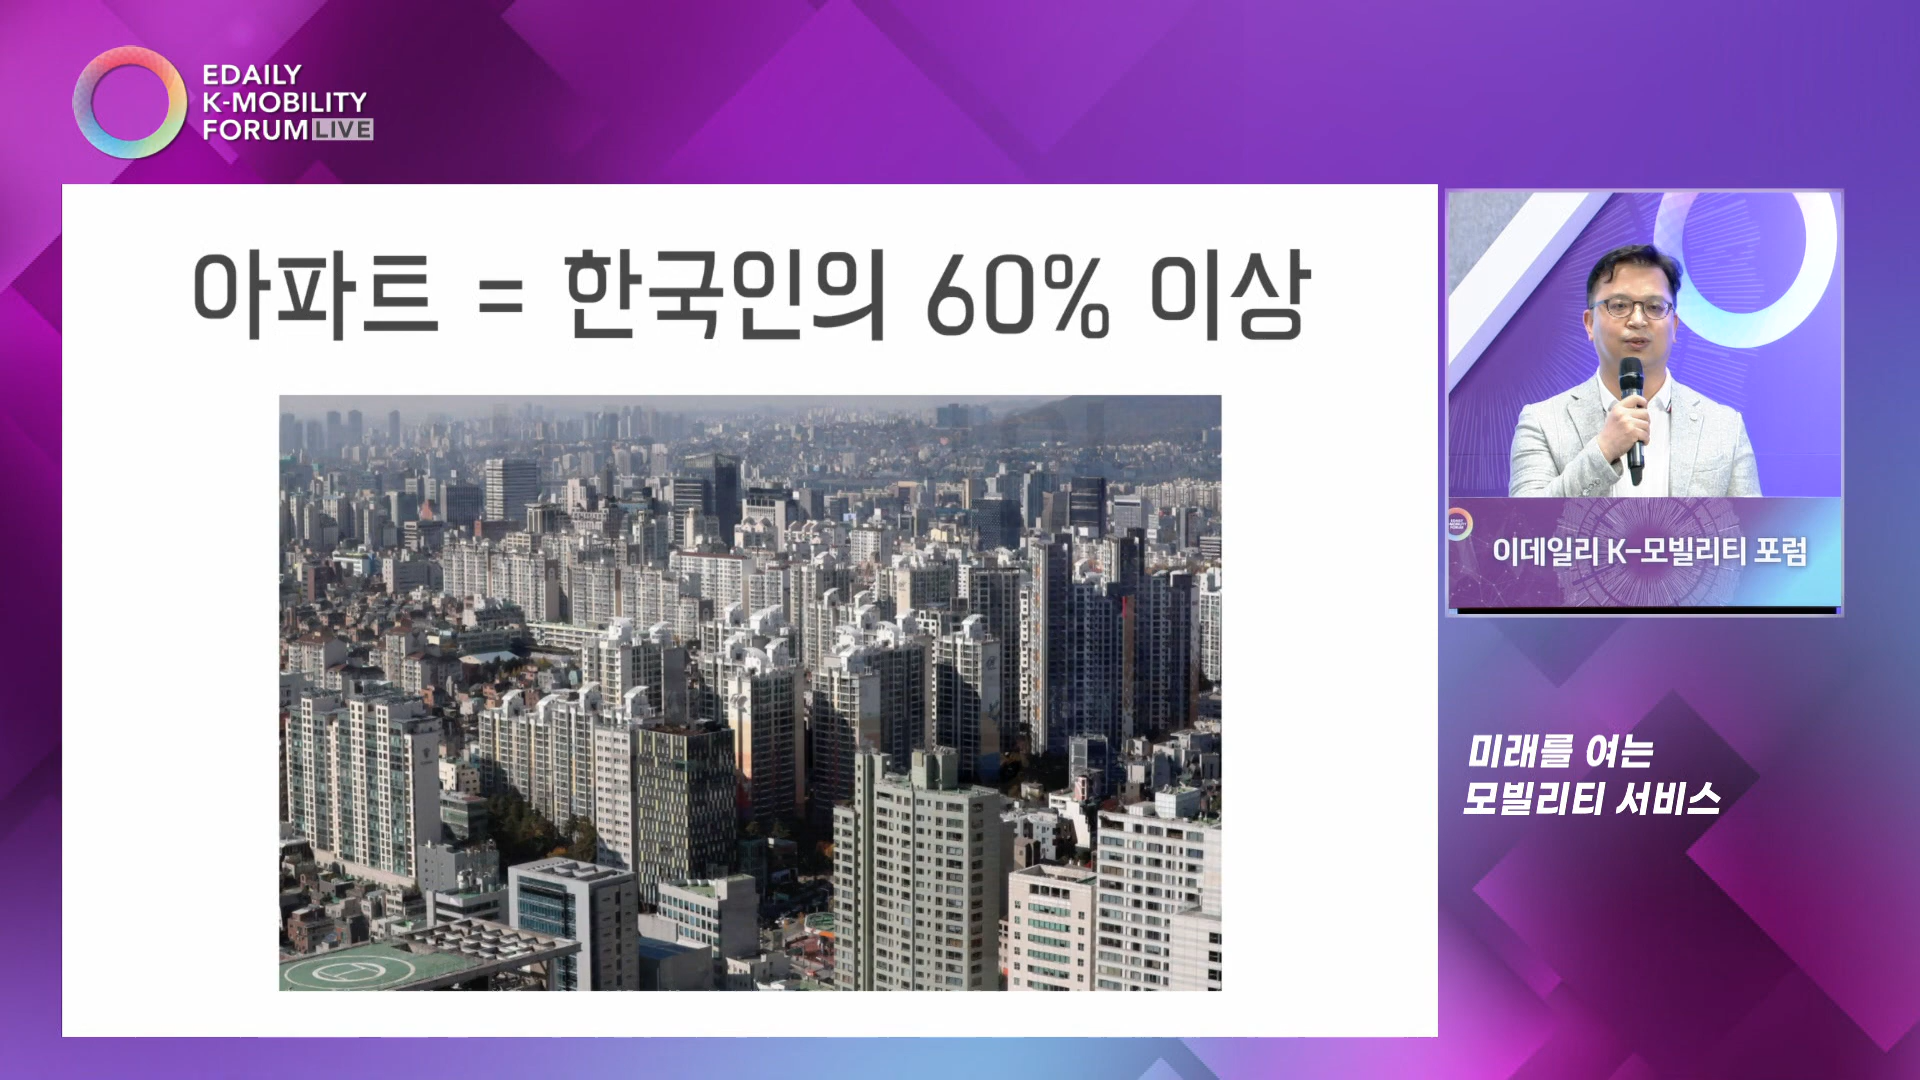 EDAILY
K-MOBILITY
FORUM LIVE
아파트 = 한국인의 60% 이상
이데일리 K-모빌리티 포럼
미래를 여는
모빌리티 서비스